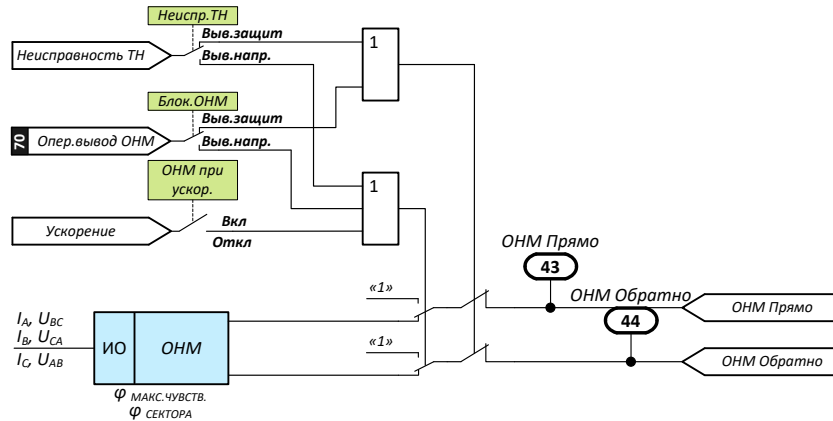 Неиспр.ТН
Выв.защит
Неисправность ТН
Выв.напр.
1
Блок.ОНМ
Выв.защит
70
Опер.вывод ОНМ
Выв.напр.
ОНМ при
ускор.
1
Вкл
Ускорение
Откл
ОНМ Прямо
43
«1»
ОНМ Обратно
ОНМ Прямо
44
IA, UBC
IB, UCA
IC, UAB
ИО
ОНМ
«1»
ОНМ Обратно
φ МАКС.ЧУВСТВ.
φ СЕКТОРА